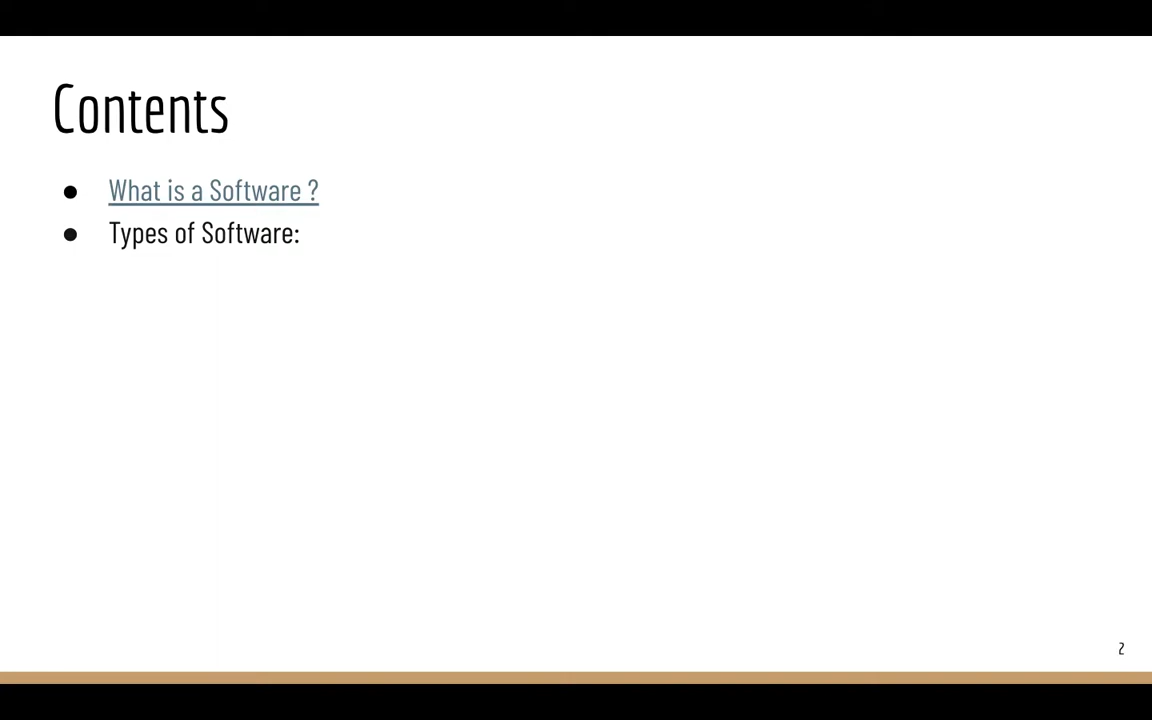 Contents
● What is a Software ?
● Types of Software:
2